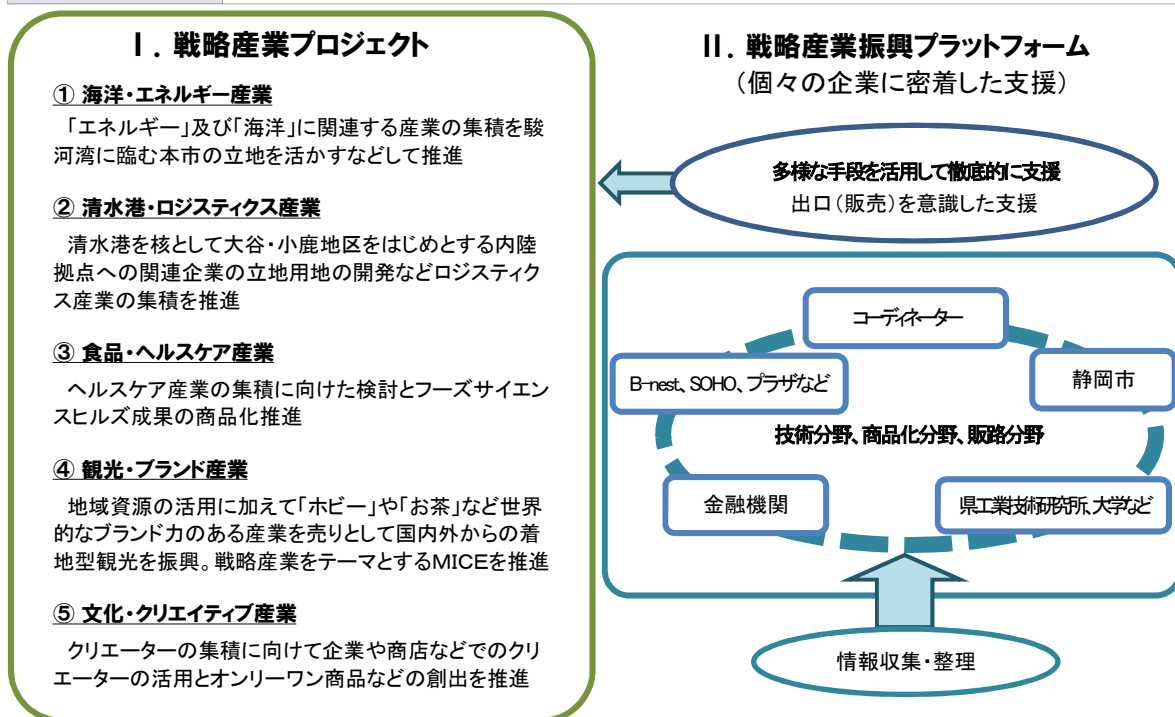 Ⅰ．戦略産業プロジェクト
① 海洋・エネルギー産業
「エネルギー」及び「海洋」に関連する産業の集積を駿
河湾に臨む本市の立地を活かすなどして推進
② 清水港・ロジスティクス産業
清水港を核として大谷・小鹿地区をはじめとする内陸
拠点への関連企業の立地用地の開発などロジスティク
ス産業の集積を推進
③ 食品・ヘルスケア産業
ヘルスケア産業の集積に向けた検討とフーズサイエン
スヒルズ成果の商品化推進
④ 観光・ブランド産業
地域資源の活用に加えて「ホビー」や「お茶」など世界
的なブランド力のある産業を売りとして国内外からの着
地型観光を振興。戦略産業をテーマとするMICEを推進
⑤ 文化・クリエイティブ産業
クリエーターの集積に向けて企業や商店などでのクリ
エーターの活用とオンリーワン商品などの創出を推進
Ⅱ．戦略産業振興プラットフォーム
（個々の企業に密着した支援）
多様な手段を活用して徹底的に支援
出口（販売）を意識した支援
コーディネーター
B-nest、SOHO、プラザなど
静岡市
技術分野、商品化分野、販路分野
金融機関
県工業技術研究所、大学など
情報収集・整理